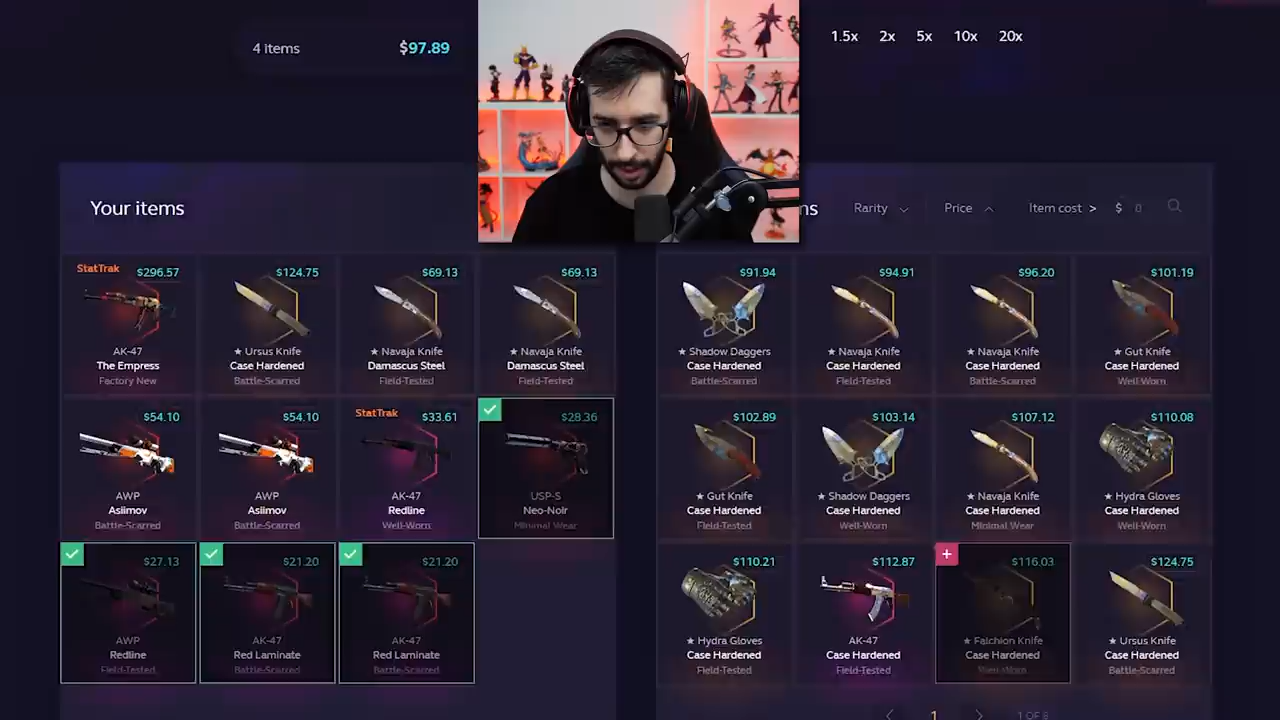 4 items $97.89
1.5x 2x 5x 10x 20x
Your items
ns Rarity Price Item cost > $ 0
StatTrak $296.57
AK-47
The Empress
Factory New
$124.75
★ Ursus Knife
Case Hardened
Battle-Scarred
$69.13
★ Navaja Knife
Damascus Steel
Field-Tested
$69.13
★ Navaja Knife
Damascus Steel
Field-Tested
$54.10
AWP
Asiimov
Battle-Scarred
$54.10
AWP
Asiimov
Battle-Scarred
StatTrak $33.61
AK-47
Redline
Well-Worn
$28.36
USP-S
Neo-Noir
Minimal Wear
$27.13
AWP
Redline
Field-Tested
$21.20
AK-47
Red Laminate
Battle-Scarred
$21.20
AK-47
Red Laminate
Battle-Scarred
$91.94
★ Shadow Daggers
Case Hardened
Battle-Scarred
$94.91
★ Navaja Knife
Case Hardened
Field-Tested
$96.20
★ Navaja Knife
Case Hardened
Battle-Scarred
$101.19
★ Gut Knife
Case Hardened
Well-Worn
$102.89
★ Gut Knife
Case Hardened
Field-Tested
$103.14
★ Shadow Daggers
Case Hardened
Well-Worn
$107.12
★ Navaja Knife
Case Hardened
Minimal Wear
$110.08
★ Hydra Gloves
Case Hardened
Well-Worn
$110.21
★ Hydra Gloves
Case Hardened
Field-Tested
$112.87
AK-47
Case Hardened
Field-Tested
$116.03
★ Falchion Knife
Case Hardened
Well-Worn
$124.75
★ Ursus Knife
Case Hardened
Battle-Scarred
< 1 > 1 OF 8